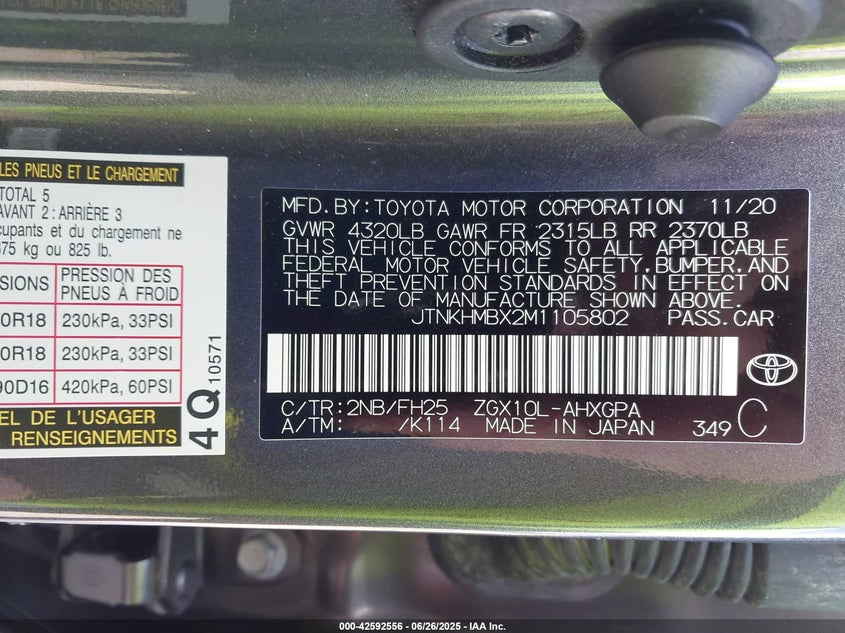 LES PNEUS ET LE CHARGEMENT
TOTAL 5
AVANT 2 : ARRIÈRE 3
cupants et du chargement ne
375 kg ou 825 lb.
SIONS PRESSION DES PNEUS À FROID
0R18 230kPa, 33PSI
0R18 230kPa, 33PSI
90D16 420kPa, 60PSI
EL DE L'USAGER
RENSEIGNEMENTS
4Q 10571
MFD.BY:TOYOTA MOTOR CORPORATION 11/20
GVWR 4320LB GAWR FR 2315LB RR 2370LB
THIS VEHICLE CONFORMS TO ALL APPLICABLE
FEDERAL MOTOR VEHICLE SAFETY,BUMPER,AND
THEFT PREVENTION STANDARDS IN EFFECT ON
THE DATE OF MANUFACTURE SHOWN ABOVE.
JTNKHMBX2M1105802 PASS.CAR
C/TR:2NB/FH25 ZGX10L-AHXGPA
A/TM: /K114 MADE IN JAPAN 349 C
000-42592556 | 06/26/2025 - IAA Inc.